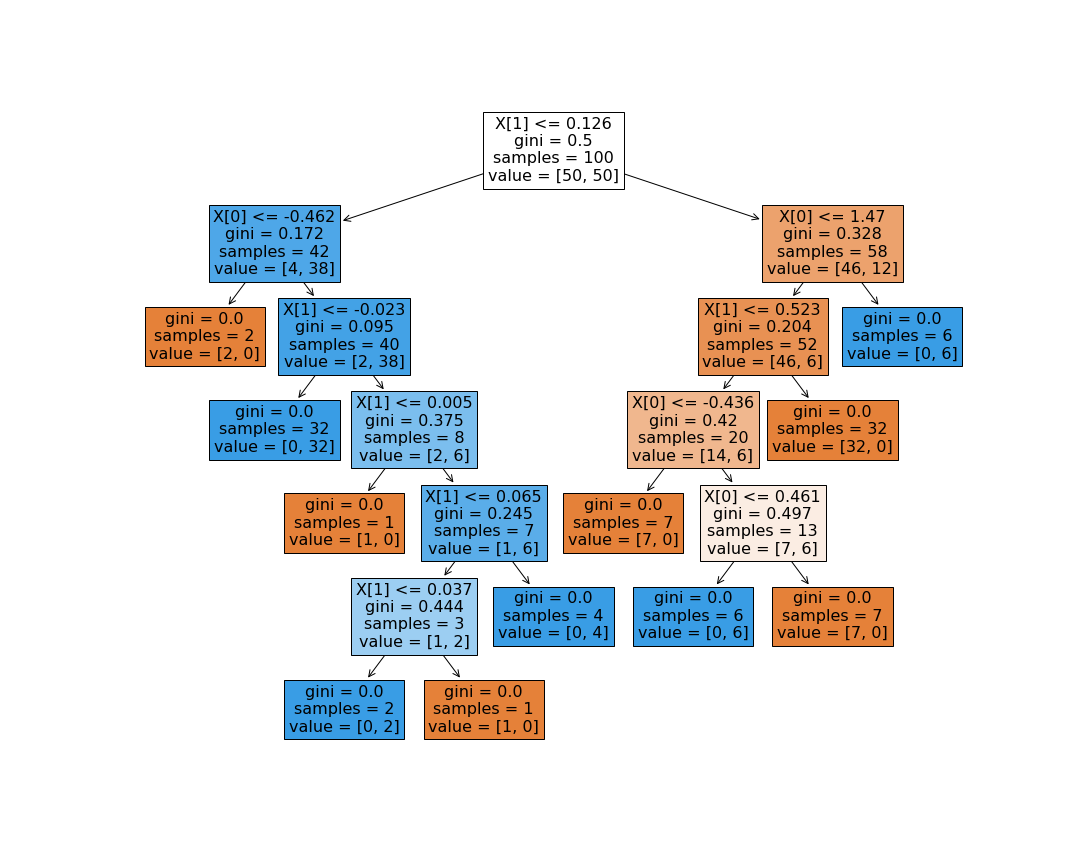 X[1] <= 0.126
gini = 0.5
samples = 100
value = [50, 50]
X[0] <= -0.462
gini = 0.172
samples = 42
value = [4, 38]
X[0] <= 1.47
gini = 0.328
samples = 58
value = [46, 12]
gini = 0.0
samples = 2
value = [2, 0]
X[1] <= -0.023
gini = 0.095
samples = 40
value = [2, 38]
X[1] <= 0.523
gini = 0.204
samples = 52
value = [46, 6]
gini = 0.0
samples = 6
value = [0, 6]
gini = 0.0
samples = 32
value = [0, 32]
X[1] <= 0.005
gini = 0.375
samples = 8
value = [2, 6]
X[0] <= -0.436
gini = 0.42
samples = 20
value = [14, 6]
gini = 0.0
samples = 32
value = [32, 0]
gini = 0.0
samples = 1
value = [1, 0]
X[1] <= 0.065
gini = 0.245
samples = 7
value = [1, 6]
gini = 0.0
samples = 7
value = [7, 0]
X[0] <= 0.461
gini = 0.497
samples = 13
value = [7, 6]
X[1] <= 0.037
gini = 0.444
samples = 3
value = [1, 2]
gini = 0.0
samples = 4
value = [0, 4]
gini = 0.0
samples = 6
value = [0, 6]
gini = 0.0
samples = 7
value = [7, 0]
gini = 0.0
samples = 2
value = [0, 2]
gini = 0.0
samples = 1
value = [1, 0]